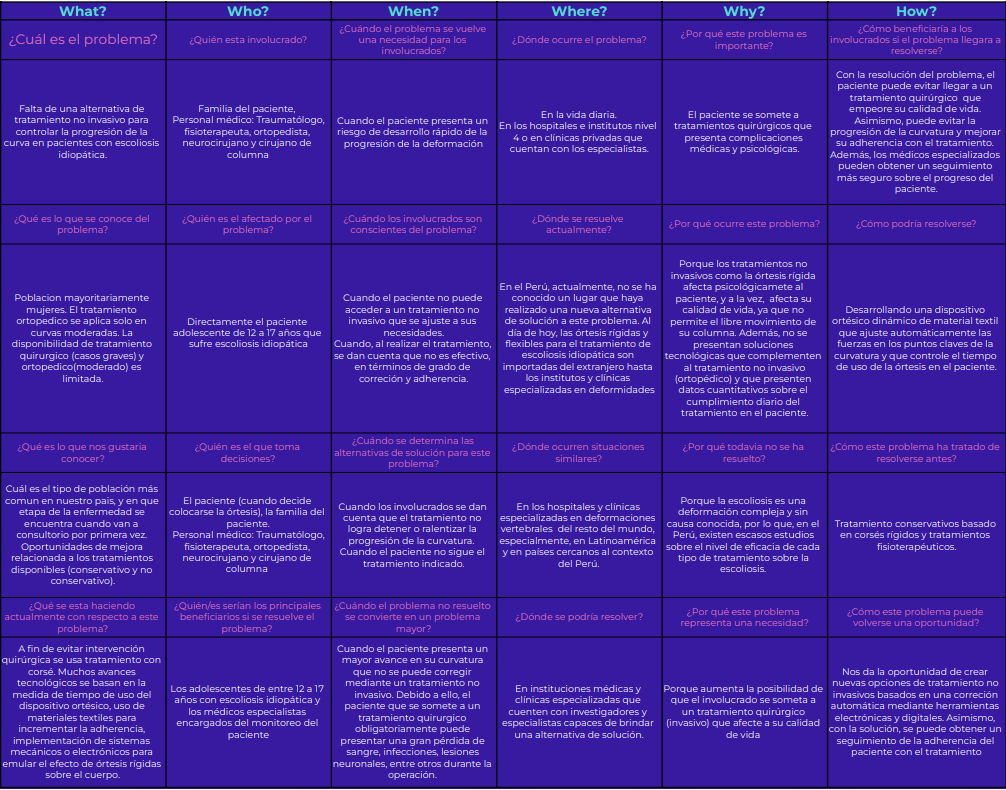 What?
Who?
When?
Where?
Why?
How?
¿Cuál es el problema?
¿Quién esta involucrado?
¿Cuándo el problema se vuelve
una necesidad para los
involucrados?
¿Dónde ocurre el problema?
¿Por qué este problema es
importante?
¿Cómo beneficiaría a los
involucrados si el problema llegara a
resolverse?
Falta de una alternativa de
tratamiento no invasivo para
controlar la progresión de la
curva en pacientes con escoliosis
idiopática.
Familia del paciente,
Personal médico: Traumatólogo,
fisioterapeuta, ortopedista,
neurocirujano y cirujano de
columna
Cuando el paciente presenta un
riesgo de desarrollo rápido de la
progresión de la deformación
En la vida diaria.
En los hospitales e institutos nivel
4 o en clínicas privadas que
cuentan con los especialistas.
El paciente se somete a
tratamientos quirúrgicos que
presenta complicaciones
médicas y psicológicas.
Con la resolución del problema, el
paciente puede evitar llegar a un
tratamiento quirúrgico que
empeore su calidad de vida.
Asimismo, puede evitar la
progresión de la curvatura y mejorar
su adherencia con el tratamiento.
Además, los médicos especializados
pueden obtener un seguimiento
más seguro sobre el progreso del
paciente.
¿Qué es lo que se conoce del
problema?
¿Quién es el afectado por el
problema?
¿Cuándo los involucrados son
conscientes del problema?
¿Dónde se resuelve
actualmente?
¿Por qué ocurre este problema?
¿Cómo podría resolverse?
Poblacion mayoritariamente
mujeres. El tratamiento
ortopedico se aplica solo en
curvas moderadas. La
disponibilidad de tratamiento
quirurgico (casos graves) y
ortopedico(moderado) es
limitada.
Directamente el paciente
adolescente de 12 a 17 años que
sufre escoliosis idiopática
Cuando el paciente no puede
acceder a un tratamiento no
invasivo que se ajuste a sus
necesidades.
Cuando, al realizar el tratamiento,
se dan cuenta que no es efectivo,
en términos de grado de
correción y adherencia.
En el Perú, actualmente, no se ha
conocido un lugar que haya
realizado una nueva alternativa
de solución a este problema. Al
día de hoy, las órtesis rígidas y
flexibles para el tratamiento de
escoliosis idiopática son
importadas del extranjero hasta
los institutos y clínicas
especializadas en deformidades
Porque los tratamientos no
invasivos como la órtesis rígida
afecta psicológicamete al
paciente, y a la vez, afecta su
calidad de vida, ya que no
permite el libre movimiento de
su columna. Además, no se
presentan soluciones
tecnológicas que complementen
al tratamiento no invasivo
(ortopédico) y que presenten
datos cuantitativos sobre el
cumplimiento diario del
tratamiento en el paciente.
Desarrollando una dispositivo
ortésico dinámico de material textil
que ajuste automáticamente las
fuerzas en los puntos claves de la
curvatura y que controle el tiempo
de uso de la órtesis en el paciente.
¿Qué es lo que nos gustaria
conocer?
¿Quién es el que toma
decisiones?
¿Cuándo se determina las
alternativas de solución para este
problema?
¿Dónde ocurren situaciones
similares?
¿Por qué todavia no se ha
resuelto?
¿Cómo este problema ha tratado de
resolverse antes?
Cuál es el tipo de población más
comun en nuestro pais, y en que
etapa de la enfermedad se
encuentra cuando van a
consultorio por primera vez.
Oportunidades de mejora
relacionada a los tratamientos
disponibles (conservativo y no
conservativo).
El paciente (cuando decide
colocarse la órtesis), la familia del
paciente.
Personal médico: Traumatólogo,
fisioterapeuta, ortopedista,
neurocirujano y cirujano de
columna
Cuando los involucrados se dan
cuenta que el tratamiento no
logra detener o ralentizar la
progresión de la curvatura.
Cuando el paciente no sigue el
tratamiento indicado.
En los hospitales y clínicas
especializadas en deformaciones
vertebrales del resto del mundo,
especialmente, en Latinoamérica
y en países cercanos al contexto
del Perú.
Porque la escoliosis es una
deformación compleja y sin
causa conocida, por lo que, en el
Perú, existen escasos estudios
sobre el nivel de eficacia de cada
tipo de tratamiento sobre la
escoliosis.
Tratamiento conservativos basado
en corsés rígidos y tratamientos
fisioterapéuticos.
¿Qué se esta haciendo
actualmente con respecto a este
problema?
¿Quién/es serían los principales
beneficiarios si se resuelve el
problema?
¿Cuándo el problema no resuelto
se convierte en un problema
mayor?
¿Dónde se podría resolver?
¿Por qué este problema
representa una necesidad?
¿Cómo este problema puede
volverse una oportunidad?
A fin de evitar intervención
quirúrgica se usa tratamiento con
corsé. Muchos avances
tecnológicos se basan en la
medida de tiempo de uso del
dispositivo ortésico, uso de
materiales textiles para
incrementar la adherencia,
implementación de sistemas
mecánicos o electrónicos para
emular el efecto de órtesis rígidas
sobre el cuerpo.
Los adolescentes de entre 12 a 17
años con escoliosis idiopática y
los médicos especialistas
encargados del monitoreo del
paciente
Cuando el paciente presenta un
mayor avance en su curvatura
que no se puede corregir
mediante un tratamiento no
invasivo. Debido a ello, el
paciente que se somete a un
tratamiento quirurgico
obligatoriamente puede
presentar una gran pérdida de
sangre, infecciones, lesiones
neuronales, entre otros durante la
operación.
En instituciones médicas y
clínicas especializadas que
cuenten con investigadores y
especialistas capaces de brindar
una alternativa de solución.
Porque aumenta la posibilidad de
que el involucrado se someta a
un tratamiento quirúrgico
(invasivo) que afecte a su calidad
de vida
Nos da la oportunidad de crear
nuevas opciones de tratamiento no
invasivos basados en una correción
automática mediante herramientas
electrónicas y digitales. Asimismo,
con la solución, se puede obtener un
seguimiento de la adherencia del
paciente con el tratamiento